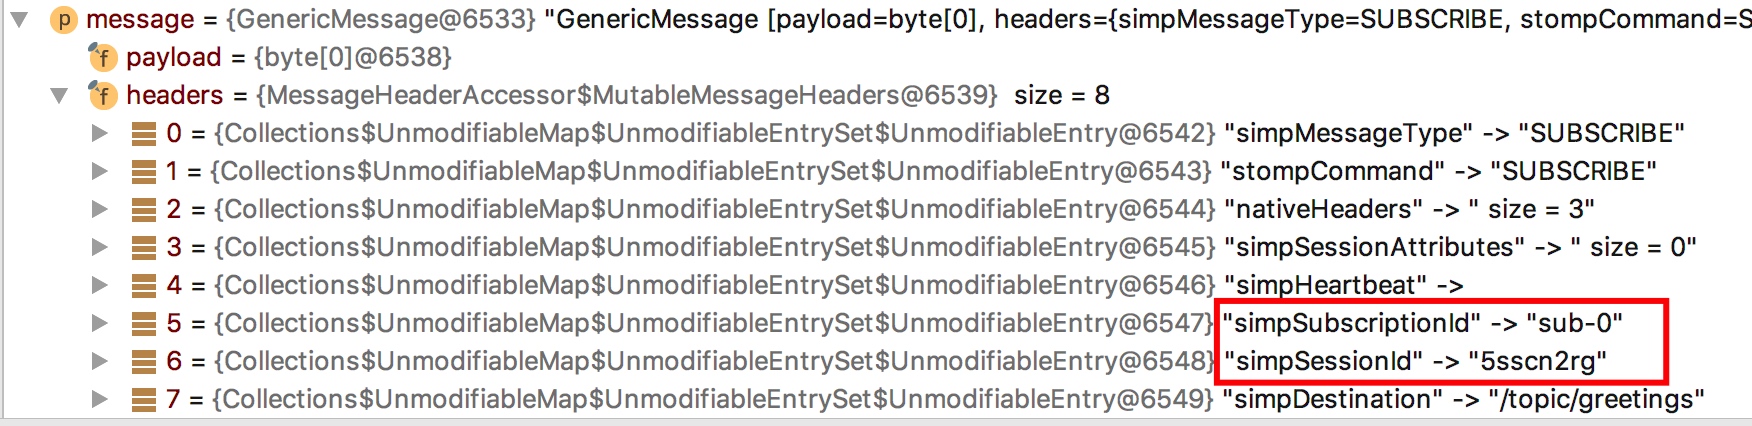 p message = {GenericMessage@6533} "GenericMessage [payload=byte[0], headers={simpMessageType=SUBSCRIBE, stompCommand=S
f payload = {byte[0]@6538}
f headers = {MessageHeaderAccessor$MutableMessageHeaders@6539} size = 8
0 = {Collections$UnmodifiableMap$UnmodifiableEntrySet$UnmodifiableEntry@6542} "simpMessageType" -> "SUBSCRIBE"
1 = {Collections$UnmodifiableMap$UnmodifiableEntrySet$UnmodifiableEntry@6543} "stompCommand" -> "SUBSCRIBE"
2 = {Collections$UnmodifiableMap$UnmodifiableEntrySet$UnmodifiableEntry@6544} "nativeHeaders" -> " size = 3"
3 = {Collections$UnmodifiableMap$UnmodifiableEntrySet$UnmodifiableEntry@6545} "simpSessionAttributes" -> " size = 0"
4 = {Collections$UnmodifiableMap$UnmodifiableEntrySet$UnmodifiableEntry@6546} "simpHeartbeat" ->
5 = {Collections$UnmodifiableMap$UnmodifiableEntrySet$UnmodifiableEntry@6547} "simpSubscriptionId" -> "sub-0"
6 = {Collections$UnmodifiableMap$UnmodifiableEntrySet$UnmodifiableEntry@6548} "simpSessionId" -> "5sscn2rg"
7 = {Collections$UnmodifiableMap$UnmodifiableEntrySet$UnmodifiableEntry@6549} "simpDestination" -> "/topic/greetings"